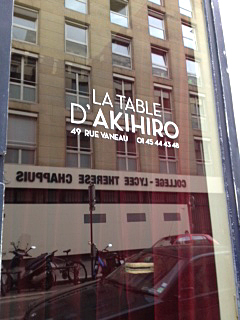 LA TABLE
D'AKIHIRO
49 RUE VANEAU 01 45 44 43 48
COLLEGE - LYCEE THERESE CHAPPUIS